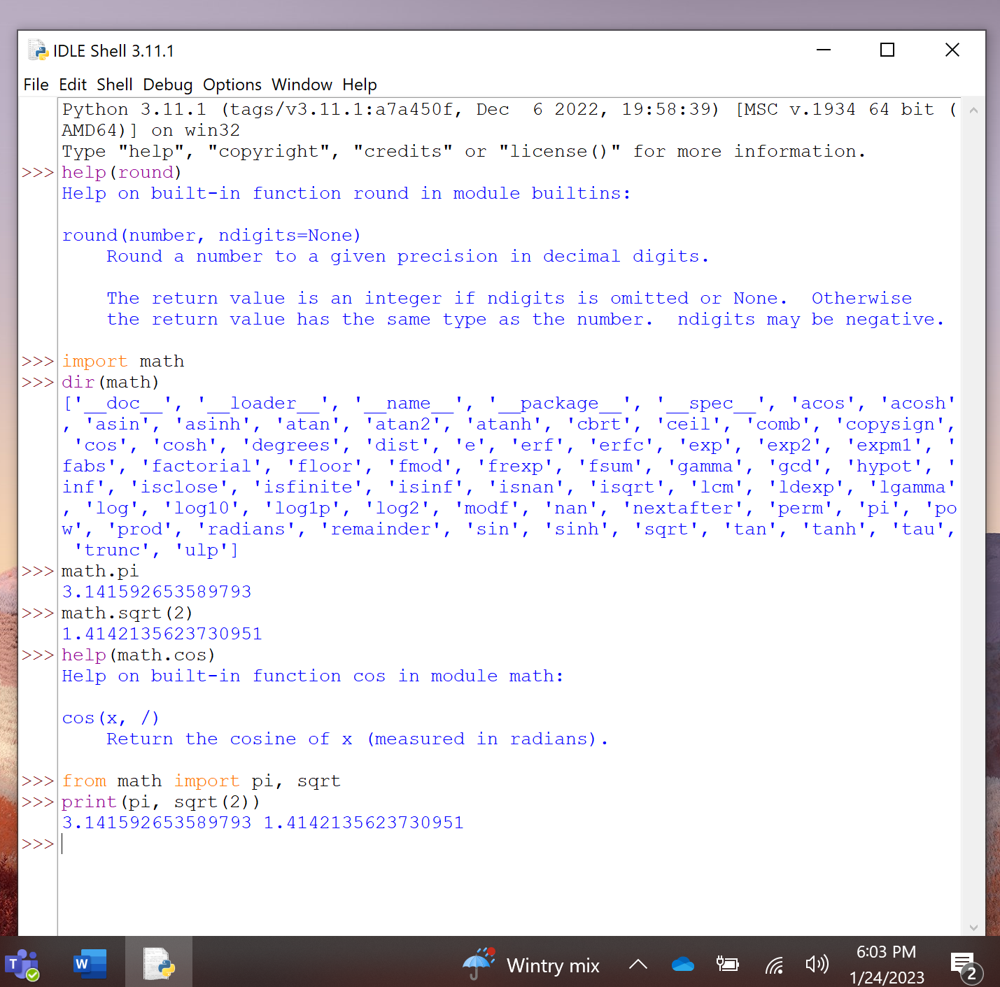 IDLE Shell 3.11.1
File Edit Shell Debug Options Window Help
Python 3.11.1 (tags/v3.11.1:a7a450f, Dec  6 2022, 19:58:39) [MSC v.1934 64 bit (
AMD64)] on win32
Type "help", "copyright", "credits" or "license()" for more information.
>>> help(round)
Help on built-in function round in module builtins:

round(number, ndigits=None)
    Round a number to a given precision in decimal digits.

    The return value is an integer if ndigits is omitted or None.  Otherwise
    the return value has the same type as the number.  ndigits may be negative.

>>> import math
>>> dir(math)
['__doc__', '__loader__', '__name__', '__package__', '__spec__', 'acos', 'acosh'
, 'asin', 'asinh', 'atan', 'atan2', 'atanh', 'cbrt', 'ceil', 'comb', 'copysign',
 'cos', 'cosh', 'degrees', 'dist', 'e', 'erf', 'erfc', 'exp', 'exp2', 'expm1', '
fabs', 'factorial', 'floor', 'fmod', 'frexp', 'fsum', 'gamma', 'gcd', 'hypot', '
inf', 'isclose', 'isfinite', 'isinf', 'isnan', 'isqrt', 'lcm', 'ldexp', 'lgamma'
, 'log', 'log10', 'log1p', 'log2', 'modf', 'nan', 'nextafter', 'perm', 'pi', 'po
w', 'prod', 'radians', 'remainder', 'sin', 'sinh', 'sqrt', 'tan', 'tanh', 'tau',
 'trunc', 'ulp']
>>> math.pi
3.141592653589793
>>> math.sqrt(2)
1.4142135623730951
>>> help(math.cos)
Help on built-in function cos in module math:

cos(x, /)
    Return the cosine of x (measured in radians).

>>> from math import pi, sqrt
>>> print(pi, sqrt(2))
3.141592653589793 1.4142135623730951
>>>
T
W
Wintry mix
6:03 PM
1/24/2023
2